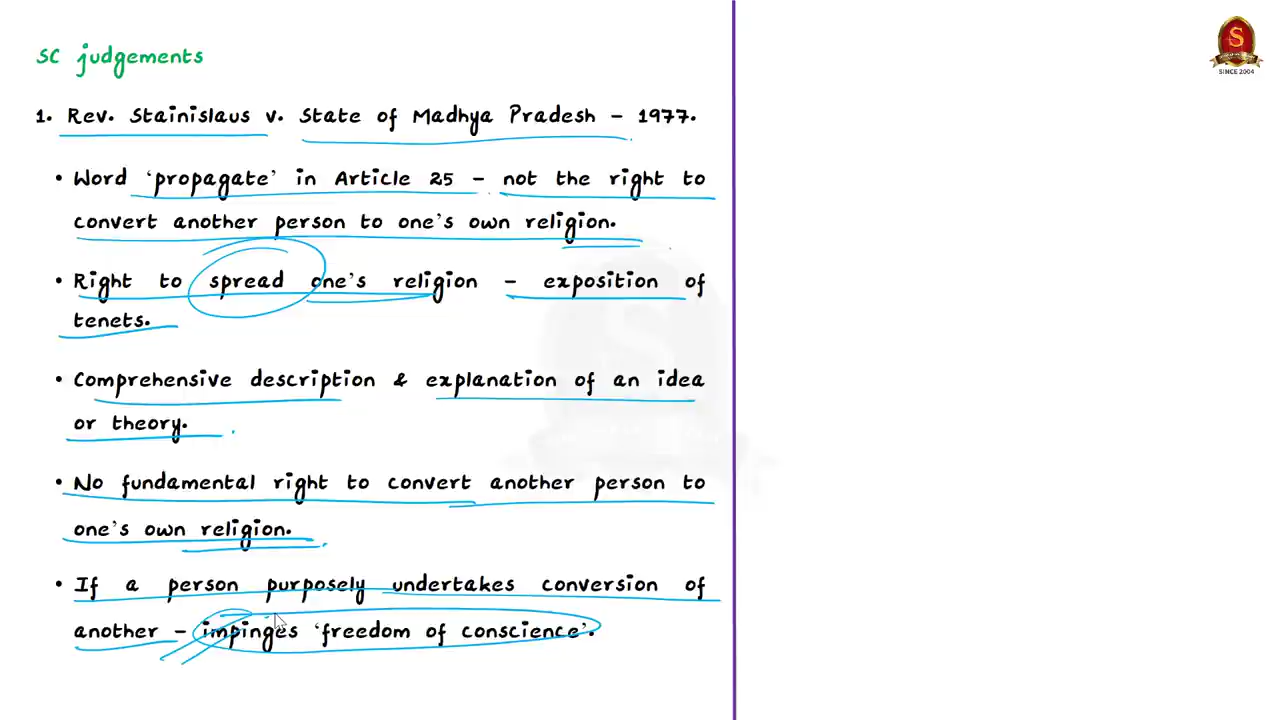 SC judgements
1. Rev. Stainislaus v. State of Madhya Pradesh – 1977.
• Word ‘propagate’ in Article 25 – not the right to
convert another person to one’s own religion.
• Right to spread one’s religion – exposition of
tenets.
• Comprehensive description & explanation of an idea
or theory.
• No fundamental right to convert another person to
one’s own religion.
• If a person purposely undertakes conversion of
another – impinges ‘freedom of conscience’.
S
SINCE 2004